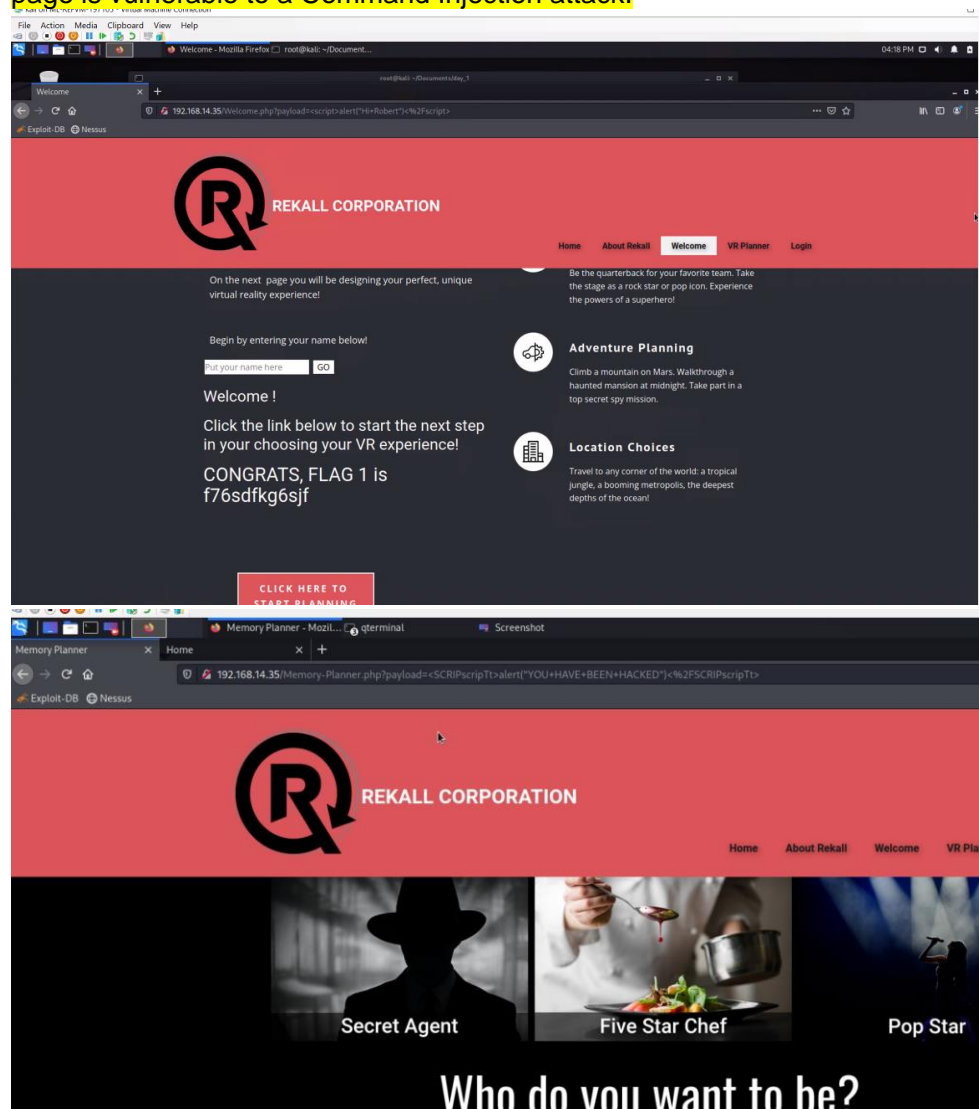 page is vulnerable to a Command Injection attack.
File Action Media Clipboard View Help
Welcome - Mozilla Firefox root@kali: ~/Document...
04:18 PM
root@kali: ~/Documents/day_1
Welcome
192.168.14.35/Welcome.php?payload=<script>alert("Hi+Robert")<%2Fscript>
Exploit-DB Nessus
REKALL CORPORATION
Home About Rekall Welcome VR Planner Login
On the next page you will be designing your perfect, unique
virtual reality experience!
Begin by entering your name below!
Put your name here GO
Welcome !
Click the link below to start the next step
in your choosing your VR experience!
CONGRATS, FLAG 1 is
f76sdfkg6sjf
CLICK HERE TO
START PLANNING
Be the quarterback for your favorite team. Take
the stage as a rock star or pop icon. Experience
the powers of a superhero!
Adventure Planning
Climb a mountain on Mars. Walkthrough a
haunted mansion at midnight. Take part in a
top secret spy mission.
Location Choices
Travel to any corner of the world: a tropical
jungle, a booming metropolis, the deepest
depths of the ocean!
Memory Planner - Mozil... qterminal Screenshot
Memory Planner Home
192.168.14.35/Memory-Planner.php?payload=<SCRIPscripTt>alert("YOU+HAVE+BEEN+HACKED")<%2FSCRIPscripTt>
Exploit-DB Nessus
REKALL CORPORATION
Home About Rekall Welcome VR Pla
Secret Agent Five Star Chef Pop Star
Who do you want to be?